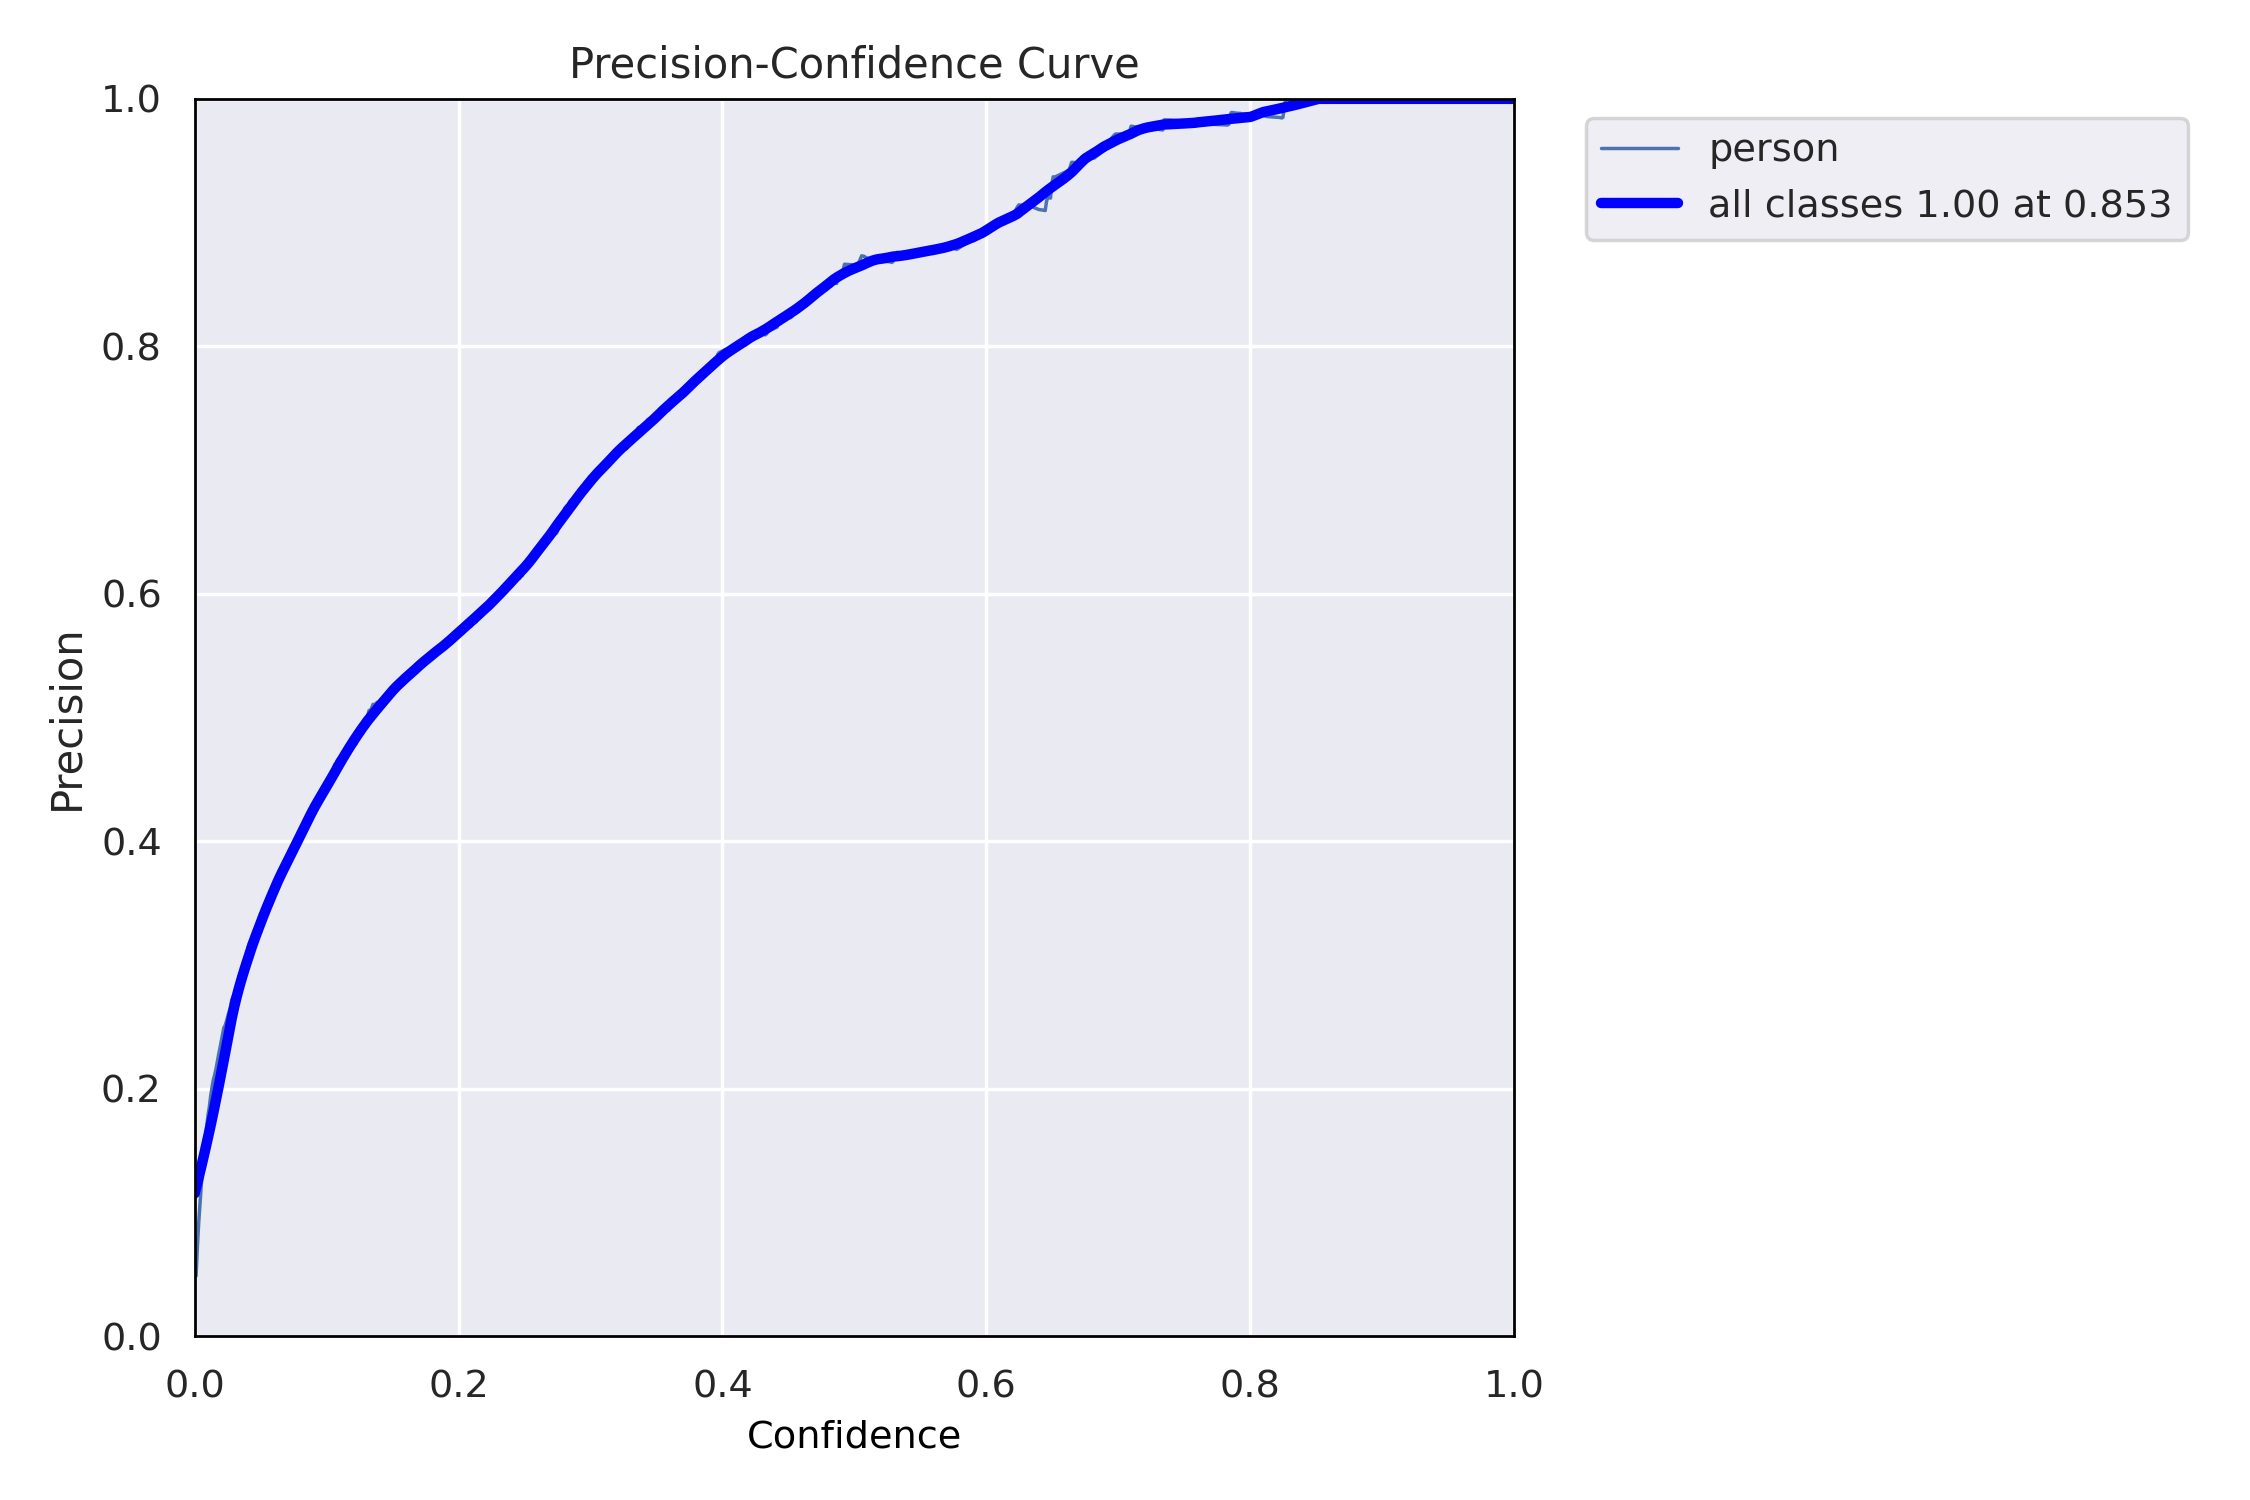 Precision-Confidence Curve
1.0
0.8
0.6
0.4
0.2
0.0
Precision
0.0 0.2 0.4 0.6 0.8 1.0
Confidence
person
all classes 1.00 at 0.853